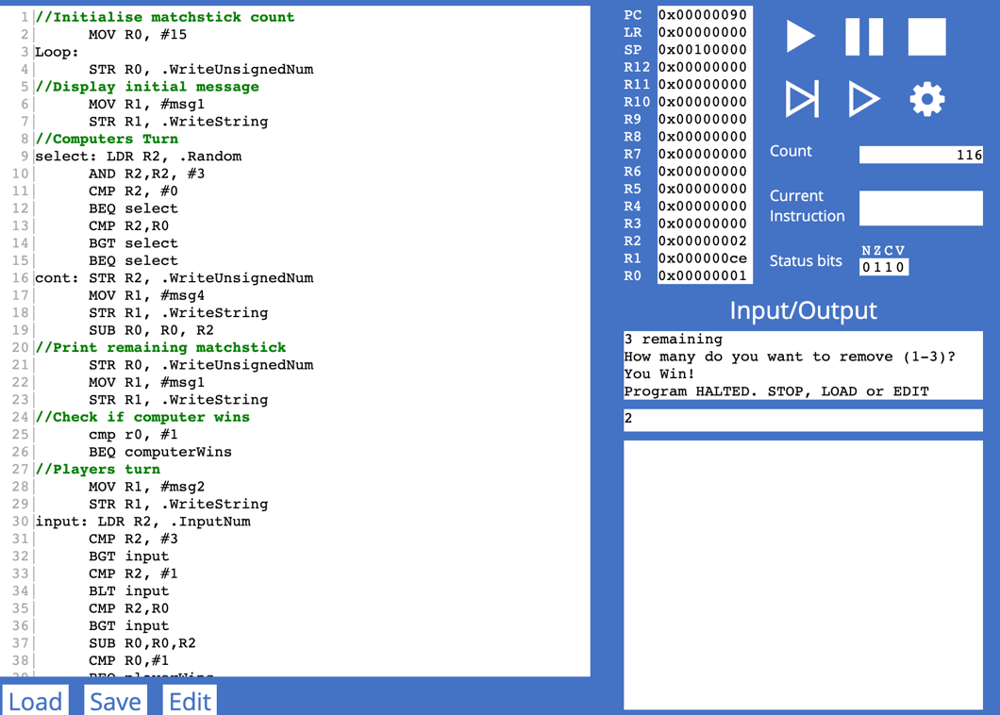 1|//Initialise matchstick count
2|      MOV R0, #15
3|Loop:
4|      STR R0, .WriteUnsignedNum
5|//Display initial message
6|      MOV R1, #msg1
7|      STR R1, .WriteString
8|//Computers Turn
9|select: LDR R2, .Random
10|      AND R2,R2, #3
11|      CMP R2, #0
12|      BEQ select
13|      CMP R2,R0
14|      BGT select
15|      BEQ select
16|cont: STR R2, .WriteUnsignedNum
17|      MOV R1, #msg4
18|      STR R1, .WriteString
19|      SUB R0, R0, R2
20|//Print remaining matchstick
21|      STR R0, .WriteUnsignedNum
22|      MOV R1, #msg1
23|      STR R1, .WriteString
24|//Check if computer wins
25|      cmp r0, #1
26|      BEQ computerWins
27|//Players turn
28|      MOV R1, #msg2
29|      STR R1, .WriteString
30|input: LDR R2, .InputNum
31|      CMP R2, #3
32|      BGT input
33|      CMP R2, #1
34|      BLT input
35|      CMP R2,R0
36|      BGT input
37|      SUB R0,R0,R2
38|      CMP R0,#1
39|      BEQ playerWins
Load Save Edit
PC 0x00000090
LR 0x00000000
SP 0x00100000
R12 0x00000000
R11 0x00000000
R10 0x00000000
R9 0x00000000
R8 0x00000000
R7 0x00000000
R6 0x00000000
R5 0x00000000
R4 0x00000000
R3 0x00000000
R2 0x00000002
R1 0x000000ce
R0 0x00000001
Count 116
Current
Instruction
NZCV
Status bits 0110
Input/Output
3 remaining
How many do you want to remove (1-3)?
You Win!
Program HALTED. STOP, LOAD or EDIT
2